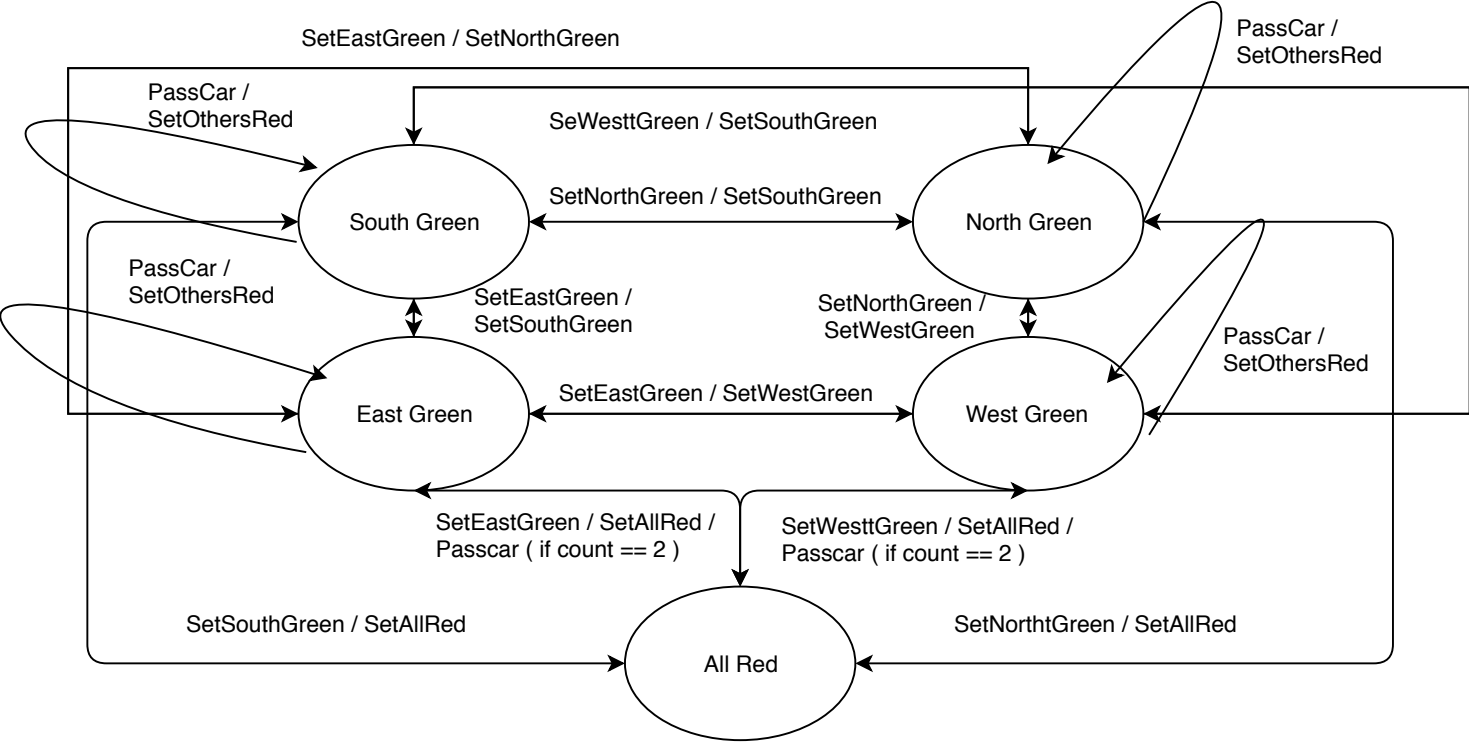 SetEastGreen / SetNorthGreen
PassCar /
SetOthersRed
PassCar /
SetOthersRed
SeWesttGreen / SetSouthGreen
SetNorthGreen / SetSouthGreen
South Green
North Green
PassCar /
SetOthersRed
SetEastGreen /
SetSouthGreen
SetNorthGreen /
SetWestGreen
PassCar /
SetOthersRed
SetEastGreen / SetWestGreen
East Green
West Green
SetEastGreen / SetAllRed /
Passcar ( if count == 2 )
SetWesttGreen / SetAllRed /
Passcar ( if count == 2 )
SetSouthGreen / SetAllRed
SetNorthtGreen / SetAllRed
All Red